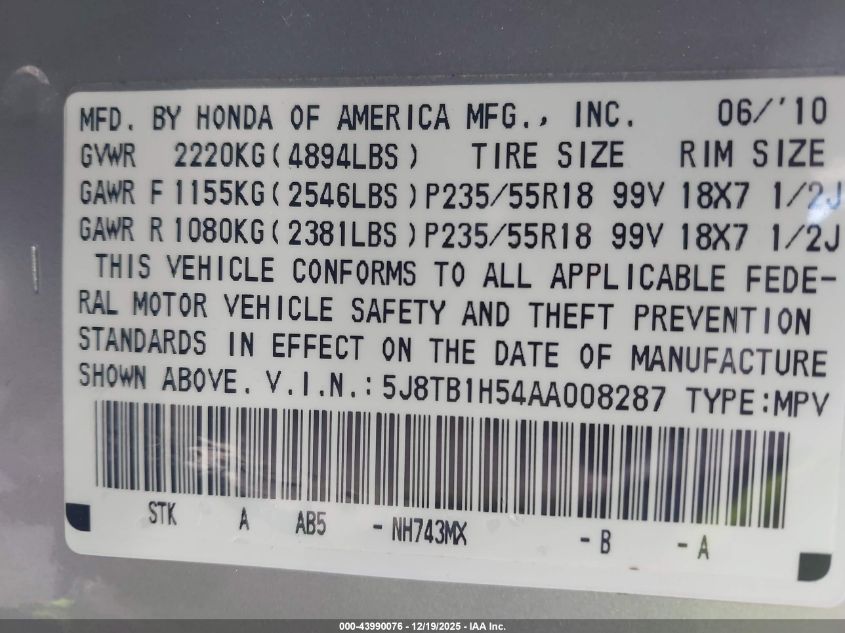 MFD. BY HONDA OF AMERICA MFG., INC. 06/'10
GVWR 2220KG(4894LBS) TIRE SIZE RIM SIZE
GAWR F 1155KG(2546LBS) P235/55R18 99V 18X7 1/2J
GAWR R 1080KG(2381LBS) P235/55R18 99V 18X7 1/2J
THIS VEHICLE CONFORMS TO ALL APPLICABLE FEDE-
RAL MOTOR VEHICLE SAFETY AND THEFT PREVENTION
STANDARDS IN EFFECT ON THE DATE OF MANUFACTURE
SHOWN ABOVE. V.I.N.: 5J8TB1H54AA008287 TYPE:MPV
STK A AB5 -NH743MX -B -A
000-43990076 - 12/19/2025 - IAA Inc.